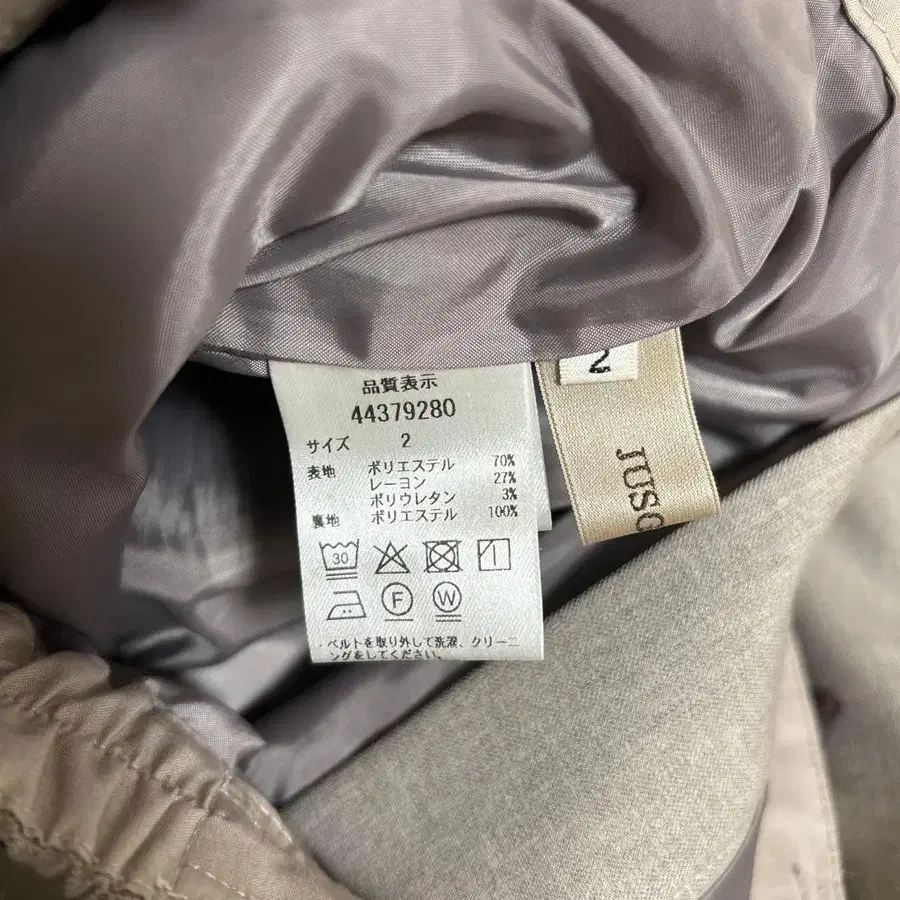 品質表示
44379280
サイズ 2
表地 ポリエステル 70%
レーヨン 27%
ポリウレタン 3%
裏地 ポリエステル 100%
30
F W
ベルトを取り外して洗濯、クリーニ
ングをしてください。
2
JUSG